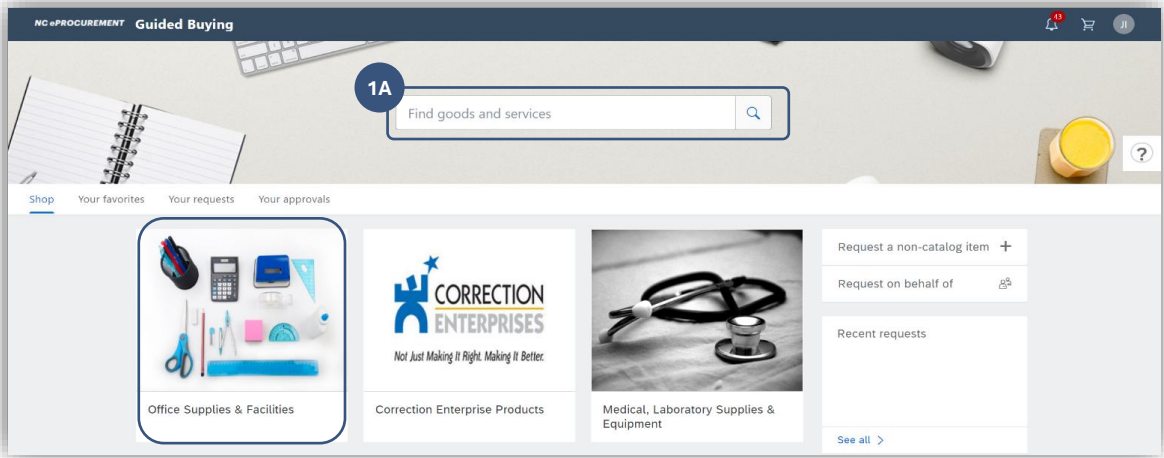 NC ePROCUREMENT Guided Buying
43
JI
1A
Find goods and services
?
Shop Your favorites Your requests Your approvals
CORRECTION
ENTERPRISES
Not Just Making It Right. Making It Better.
Office Supplies & Facilities
Correction Enterprise Products
Medical, Laboratory Supplies &
Equipment
Request a non-catalog item +
Request on behalf of
Recent requests
See all >